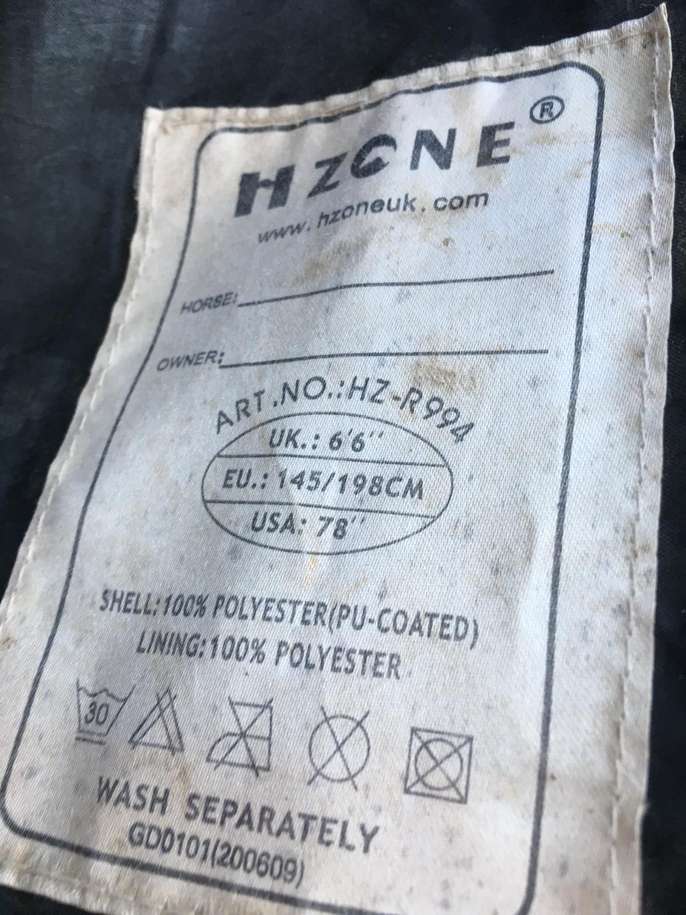 HZONE®
www.hzoneuk.com
HORSE:
OWNER:
ART.NO.:HZ-R994
UK.: 6'6''
EU.: 145/198CM
USA: 78''
SHELL:100% POLYESTER(PU-COATED)
LINING:100% POLYESTER
30
WASH SEPARATELY
GD0101(200609)